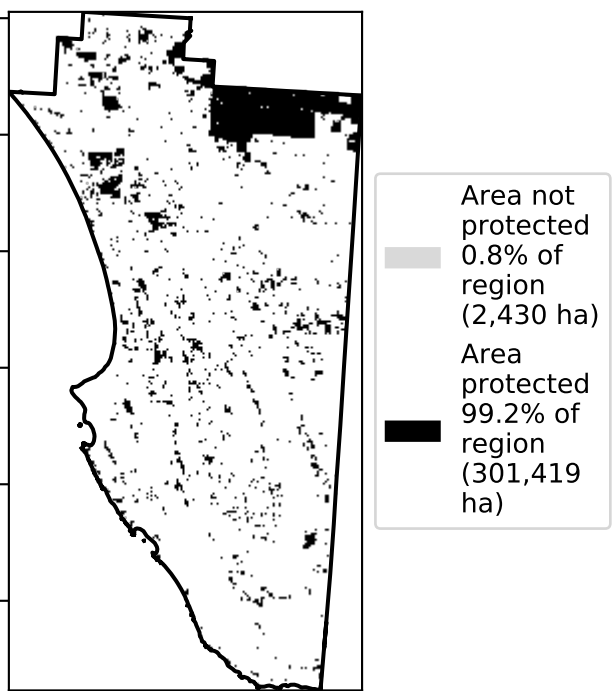 Area not
protected
0.8% of
region
(2,430 ha)
Area
protected
99.2% of
region
(301,419
ha)